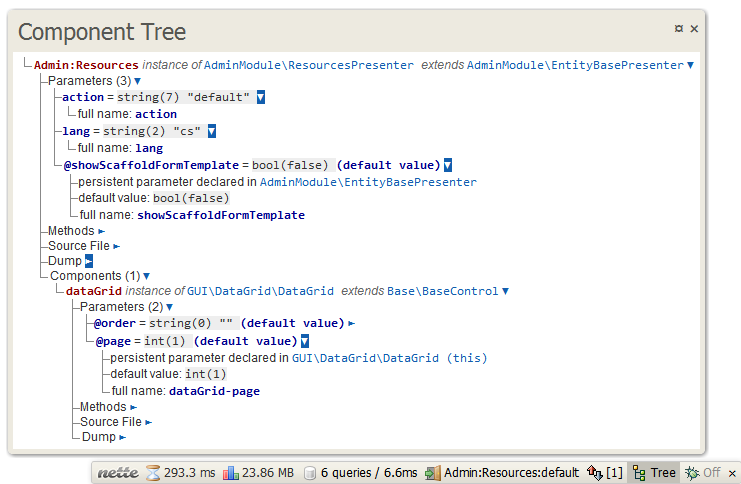 Component Tree
Admin:Resources instance of AdminModule\ResourcesPresenter extends AdminModule\EntityBasePresenter
Parameters (3)
action = string(7) "default"
full name: action
lang = string(2) "cs"
full name: lang
@showScaffoldFormTemplate = bool(false) (default value)
persistent parameter declared in AdminModule\EntityBasePresenter
default value: bool(false)
full name: showScaffoldFormTemplate
Methods
Source File
Dump
Components (1)
dataGrid instance of GUI\DataGrid\DataGrid extends Base\BaseControl
Parameters (2)
@order = string(0) "" (default value)
@page = int(1) (default value)
persistent parameter declared in GUI\DataGrid\DataGrid (this)
default value: int(1)
full name: dataGrid-page
Methods
Source File
Dump
nette 293.3 ms 23.86 MB 6 queries / 6.6ms Admin:Resources:default [1] Tree Off